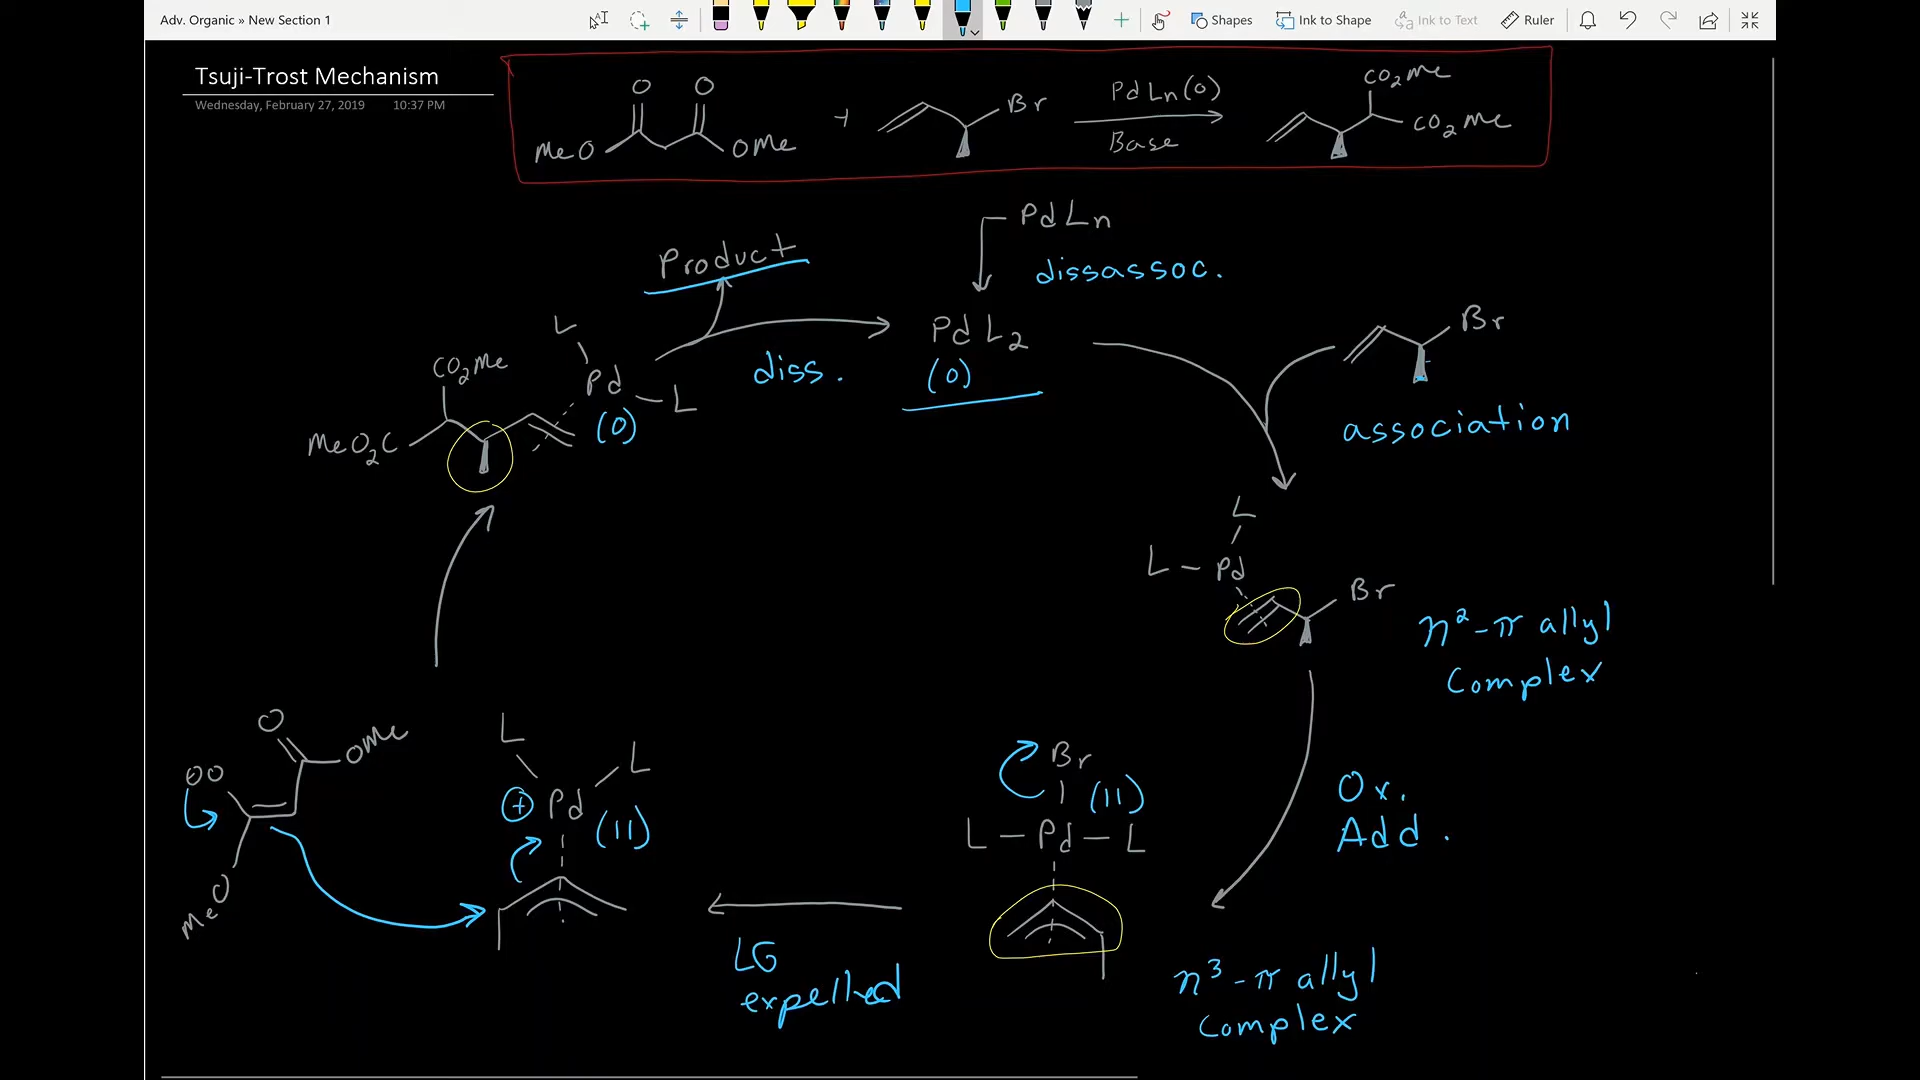 Adv. Organic » New Section 1
Shapes
Ink to Shape
Ink to Text
Ruler
Tsuji-Trost Mechanism
Wednesday, February 27, 2019 10:37 PM
O O
MeO OMe
+
Br
PdLn(0)
Base
CO2Me
CO2Me
PdLn
dissassoc.
Product
L
Pd
L
(0)
CO2Me
MeO2C
diss.
PdL2
(0)
Br
association
L
L - Pd
Br
η2-π allyl
Complex
Ox.
Add.
Br
(II)
L - Pd - L
η3-π allyl
Complex
LG
expelled
L
L
⊕ Pd
(II)
O
OMe
⊖O
MeO